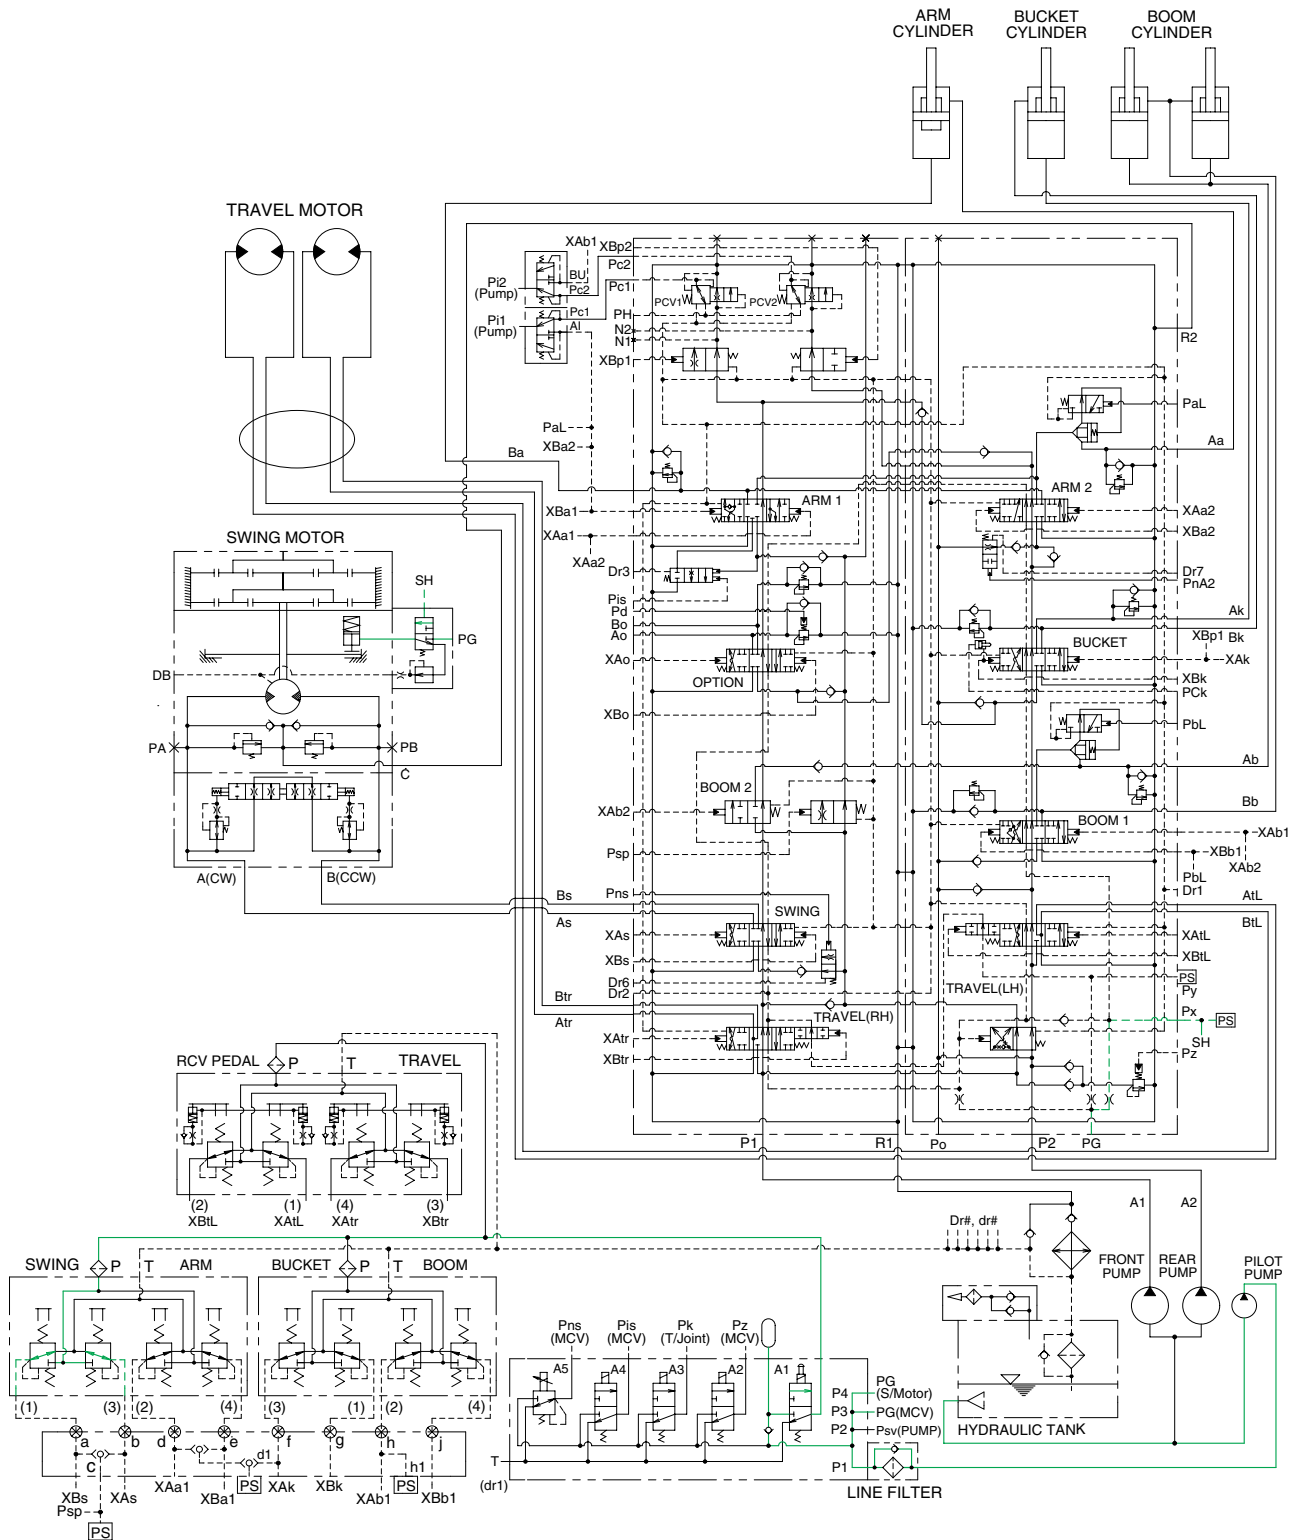 ARM
CYLINDER
BUCKET
CYLINDER
BOOM
CYLINDER
TRAVEL MOTOR
XAb1
XBp2
Pc2
Pi2
(Pump)
BU
Pc2
Pc1
PCV1
PCV2
Pi1
(Pump)
Pc1
AI
PH
N2
N1
R2
XBp1
PaL
PaL
XBa2
Ba
Aa
ARM 1
ARM 2
XBa1
XAa2
XAa1
XBa2
XAa2
SWING MOTOR
Dr3
Dr7
PnA2
SH
Pis
Pd
Bo
Ao
Ak
PG
XBp1
Bk
BUCKET
XAo
XAk
DB
OPTION
XBk
PCk
XBo
PbL
PA
PB
C
Ab
BOOM 2
Bb
XAb2
BOOM 1
XAb1
Psp
XBb1
XAb2
PbL
A(CW)
B(CCW)
Pns
Dr1
Bs
AtL
As
SWING
BtL
XAs
XAtL
XBs
XBtL
Dr6
Dr2
TRAVEL(LH)
PS
Py
Btr
TRAVEL(RH)
Px
PS
Atr
SH
XAtr
Pz
XBtr
RCV PEDAL
P
T
TRAVEL
P1
R1
Po
P2
PG
(2)
(1)
(4)
(3)
XBtL
XAtL
XAtr
XBtr
A1
A2
Dr#, dr#
FRONT
PUMP
REAR
PUMP
PILOT
PUMP
SWING
P
T
ARM
BUCKET
P
T
BOOM
Pns
(MCV)
Pis
(MCV)
Pk
(T/Joint)
Pz
(MCV)
A5
A4
A3
A2
A1
PG
P4
(S/Motor)
P3
PG(MCV)
P2
Psv(PUMP)
HYDRAULIC TANK
(1)
(3)
(2)
(4)
(3)
(1)
(2)
(4)
a
b
d
e
f
g
h
j
c
d1
h1
T
(dr1)
P1
LINE FILTER
XBs
XAs
XAa1
XBa1
PS
XAk
XBk
XAb1
PS
XBb1
Psp
PS